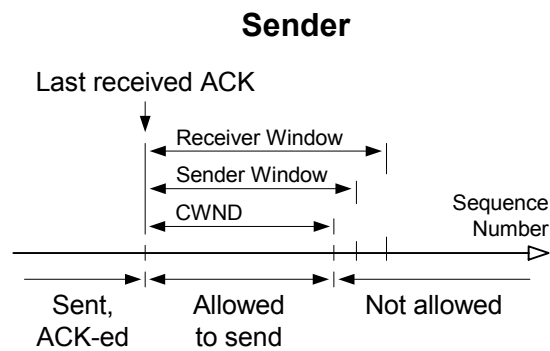 Sender
Last received ACK
Receiver Window
Sender Window
CWND
Sequence
Number
Sent,
ACK-ed
Allowed
to send
Not allowed